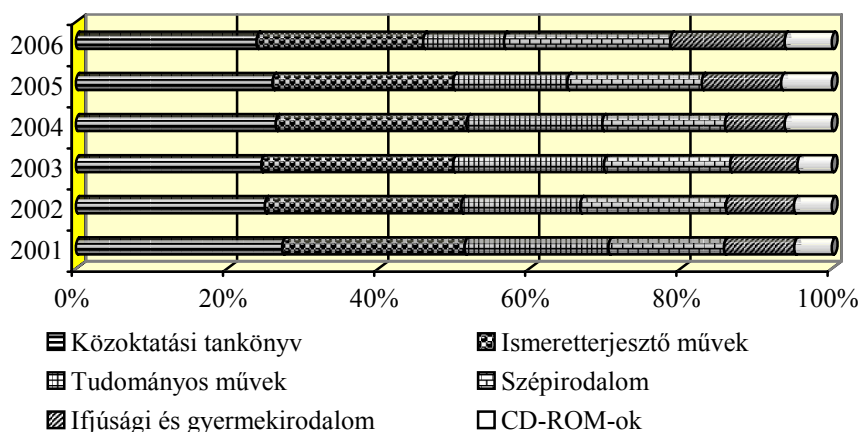 2006
2005
2004
2003
2002
2001
0% 20% 40% 60% 80% 100%
Közoktatási tankönyv Ismeretterjesztő művek
Tudományos művek Szépirodalom
Ifjúsági és gyermekirodalom CD-ROM-ok